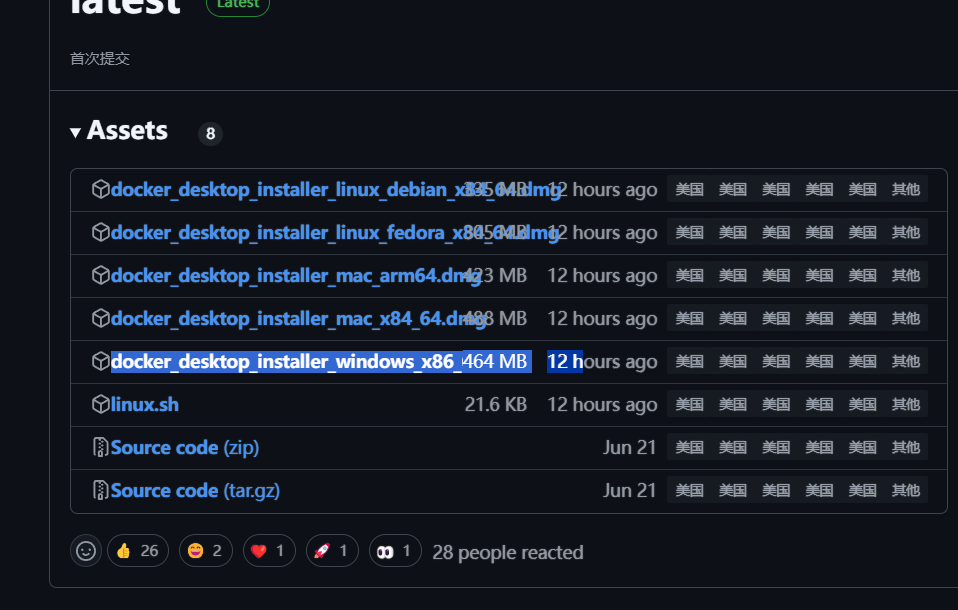 latest Latest
首次提交
Assets 8
docker_desktop_installer_linux_debian_x84_64.dmg 12 hours ago 美国 美国 美国 美国 美国 其他
docker_desktop_installer_linux_fedora_x84_64.dmg 12 hours ago 美国 美国 美国 美国 美国 其他
docker_desktop_installer_mac_arm64.dmg 423 MB 12 hours ago 美国 美国 美国 美国 美国 其他
docker_desktop_installer_mac_x84_64.dmg 488 MB 12 hours ago 美国 美国 美国 美国 美国 其他
docker_desktop_installer_windows_x86_ 464 MB 12 hours ago 美国 美国 美国 美国 美国 其他
linux.sh 21.6 KB 12 hours ago 美国 美国 美国 美国 美国 其他
Source code (zip) Jun 21 美国 美国 美国 美国 美国 其他
Source code (tar.gz) Jun 21 美国 美国 美国 美国 美国 其他
26 2 1 1 1 28 people reacted